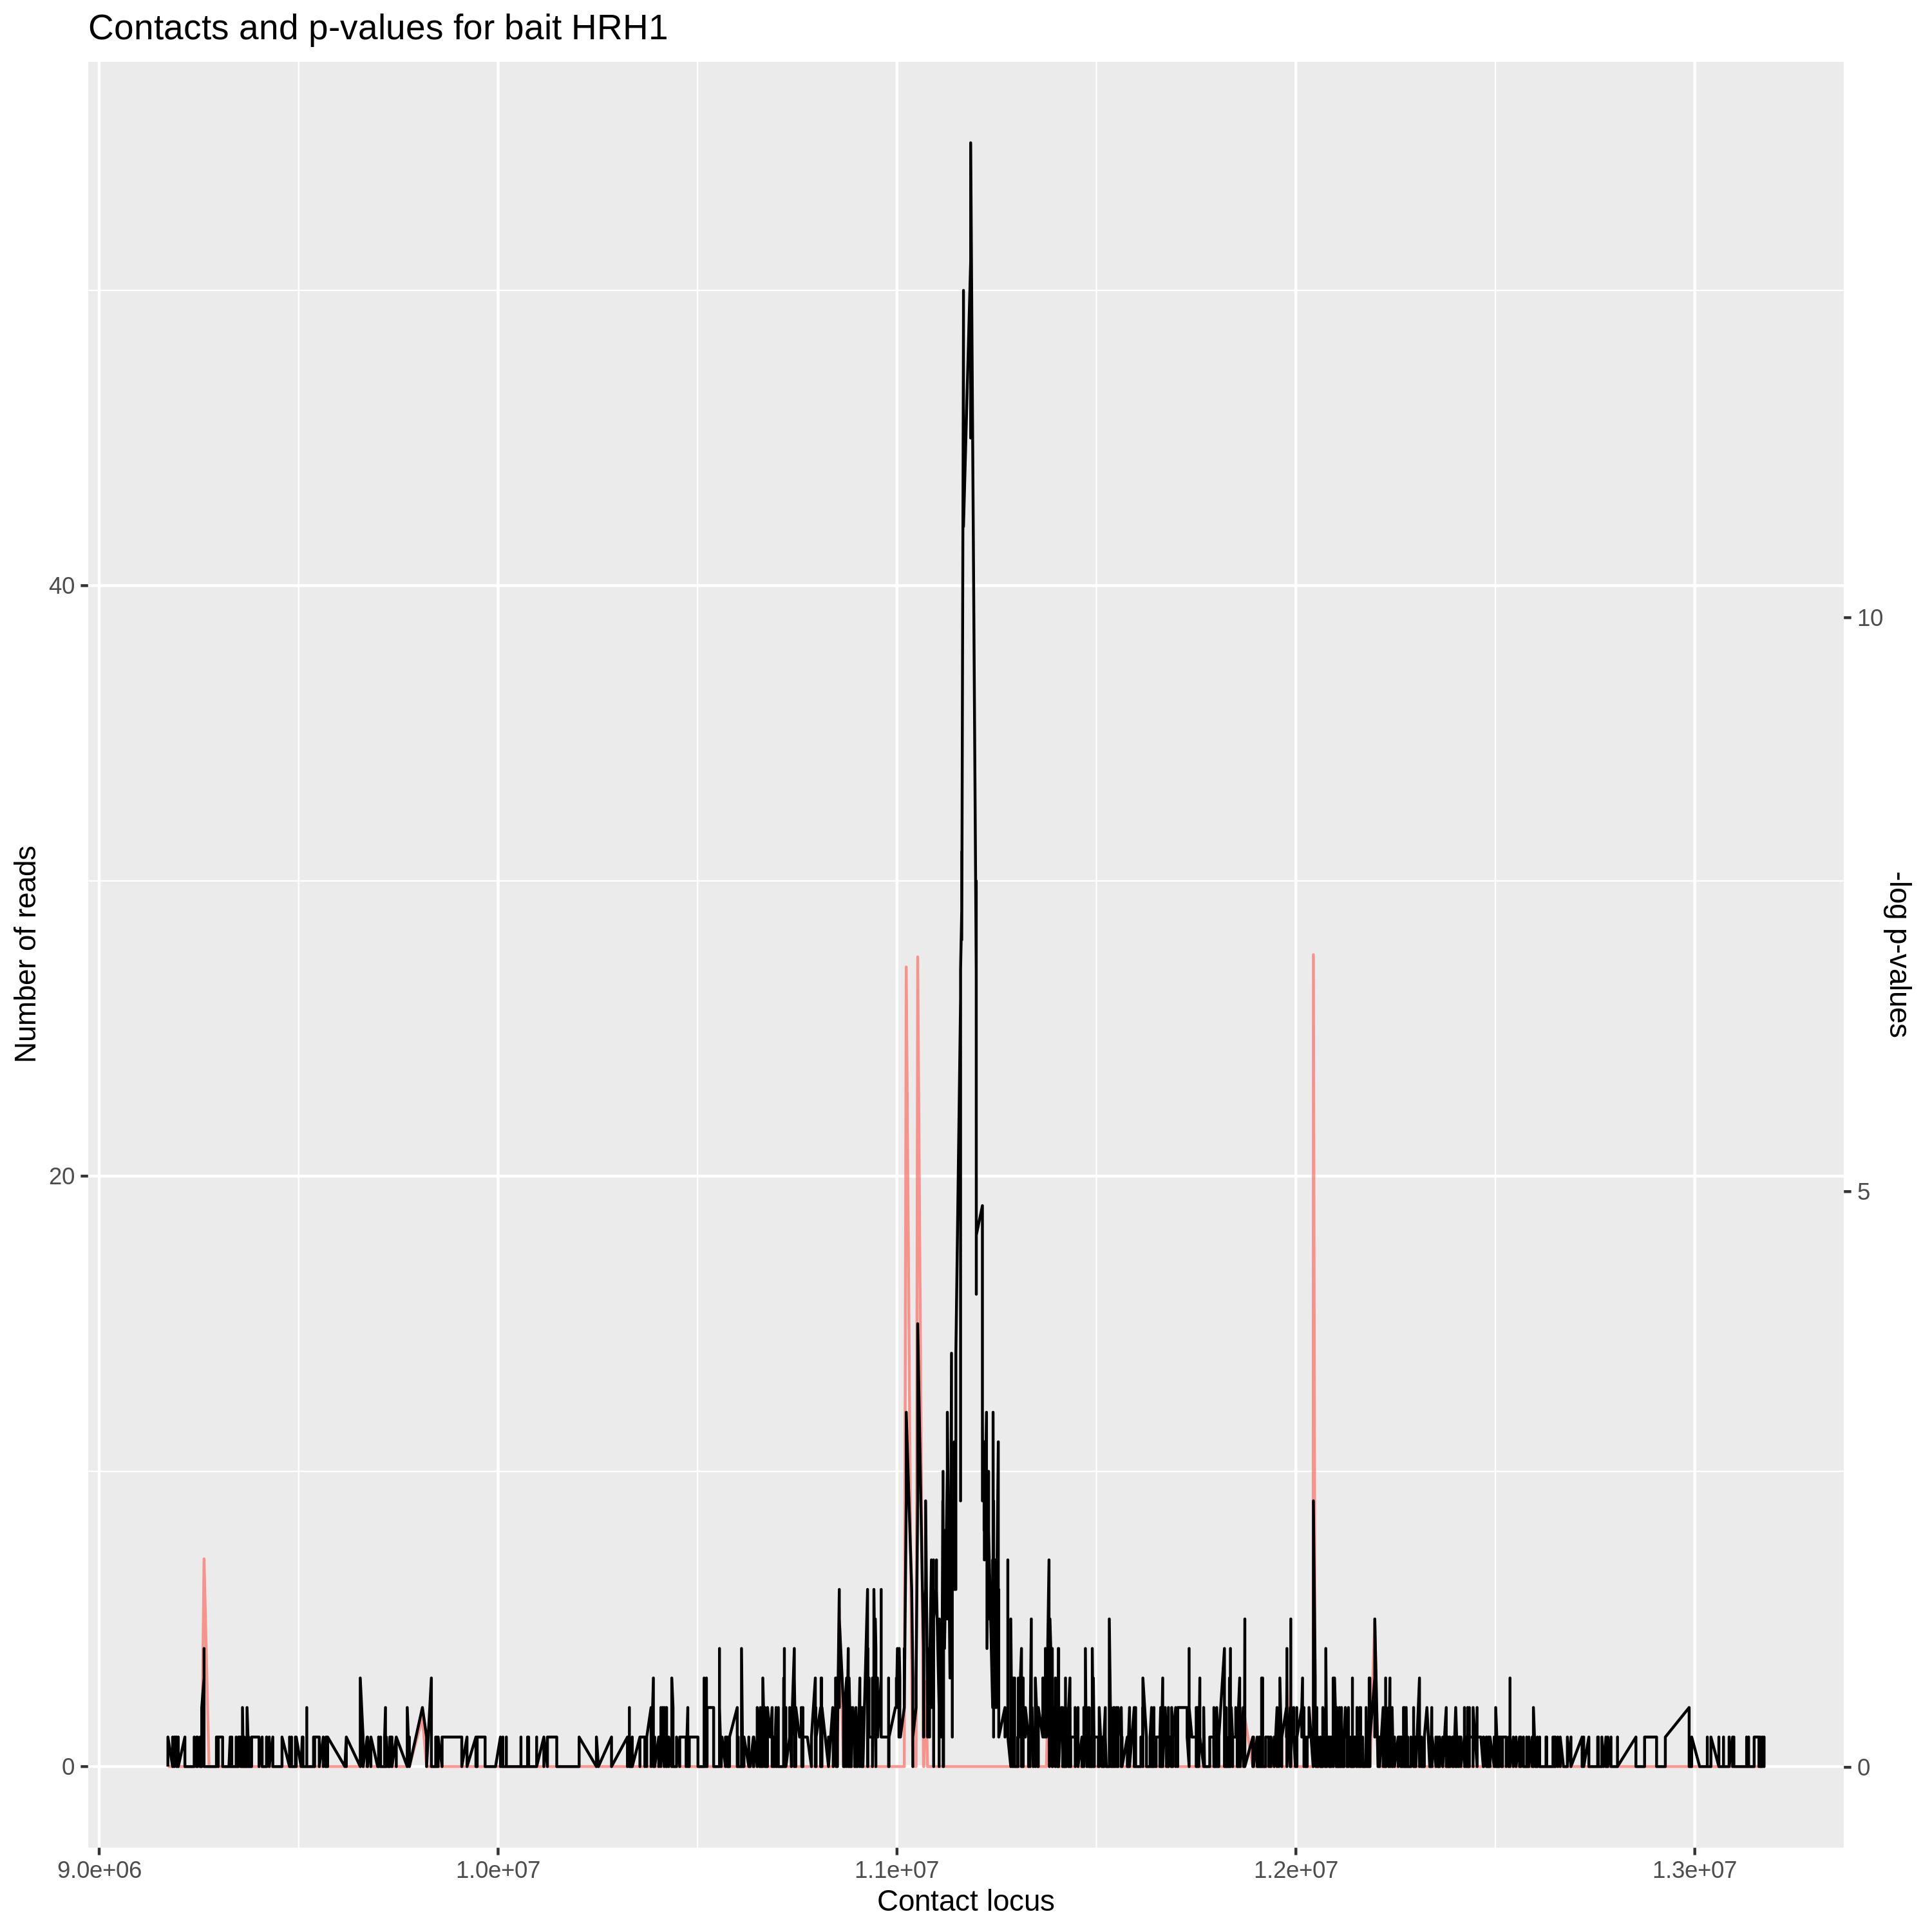 Contacts and p-values for bait HRH1
40
20
0
Number of reads
10
5
0
-log p-values
9.0e+06
1.0e+07
1.1e+07
1.2e+07
1.3e+07
Contact locus